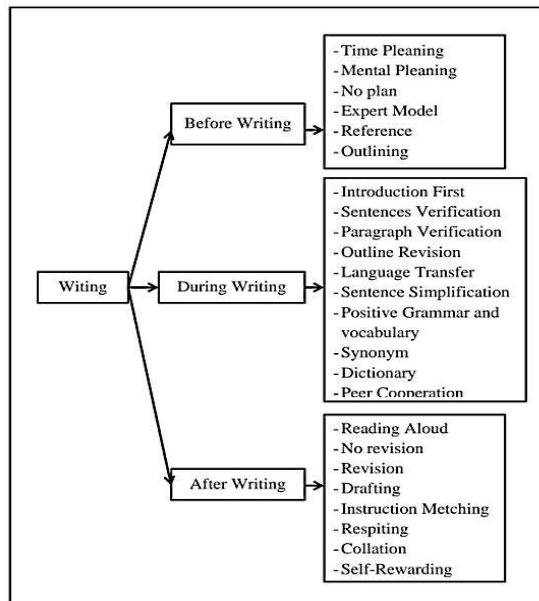 Witing
Before Writing
- Time Pleaning
- Mental Pleaning
- No plan
- Expert Model
- Reference
- Outlining
During Writing
- Introduction First
- Sentences Verification
- Paragraph Verification
- Outline Revision
- Language Transfer
- Sentence Simplification
- Positive Grammar and
vocabulary
- Synonym
- Dictionary
- Peer Cooperation
After Writing
- Reading Aloud
- No revision
- Revision
- Drafting
- Instruction Metching
- Respiting
- Collation
- Self-Rewarding